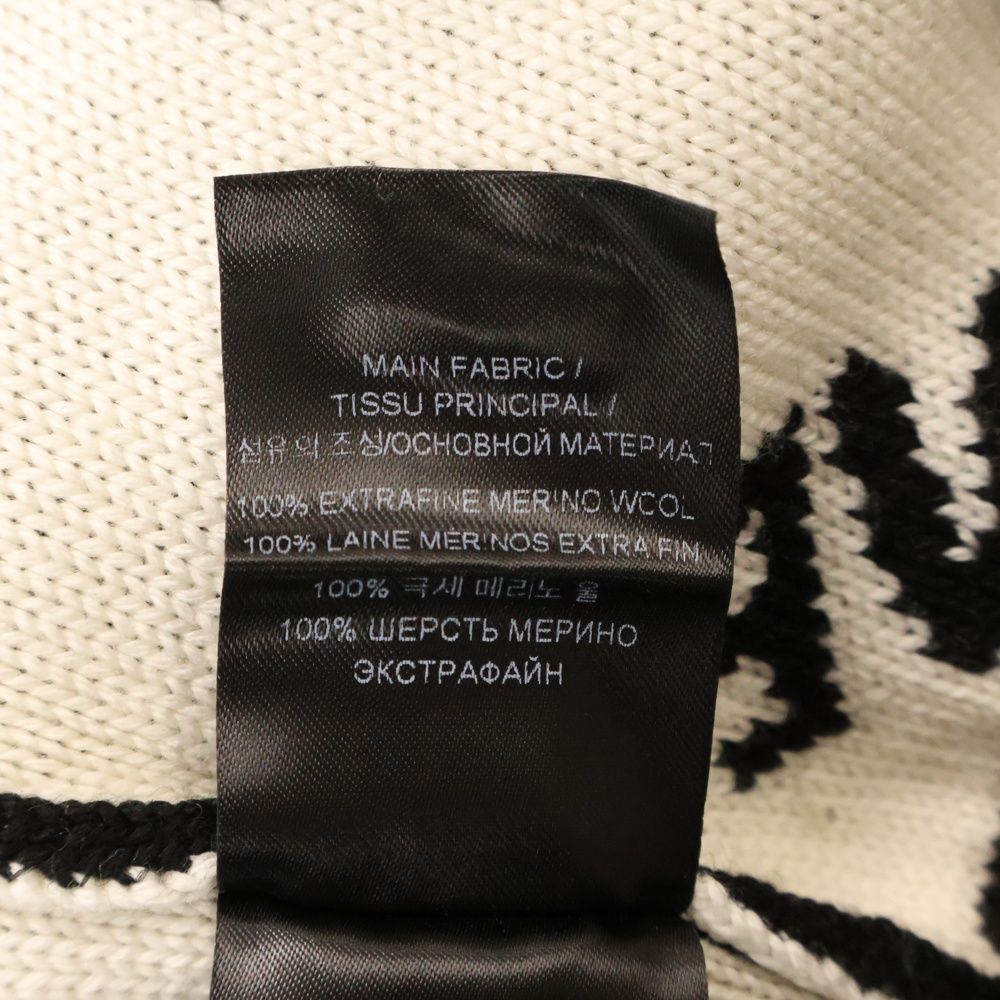 MAIN FABRIC /
TISSU PRINCIPAL /
섬유의 조성/ОСНОВНОЙ МАТЕРИАЛ
100% EXTRAFINE MERINO WOOL
100% LAINE MERINOS EXTRA FIN
100% 극세 메리노 울
100% ШЕРСТЬ МЕРИНО
ЭКСТРАФАЙН